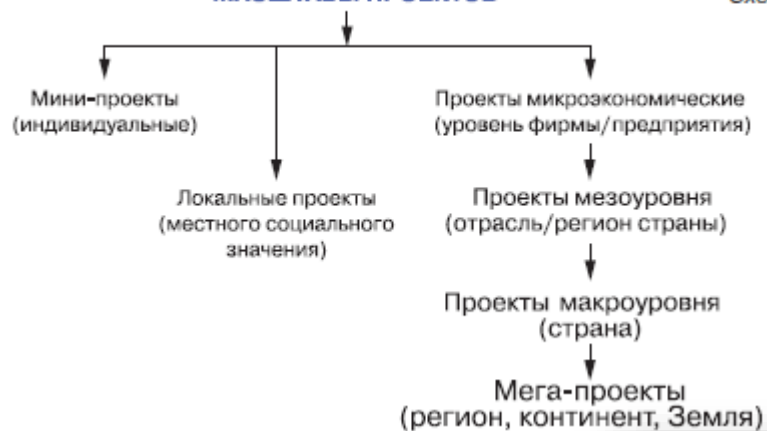 Мини-проекты
(индивидуальные)
Проекты микроэкономические
(уровень фирмы/предприятия)
Локальные проекты
(местного социального
значения)
Проекты мезоуровня
(отрасль/регион страны)
Проекты макроуровня
(страна)
Мега-проекты
(регион, континент, Земля)